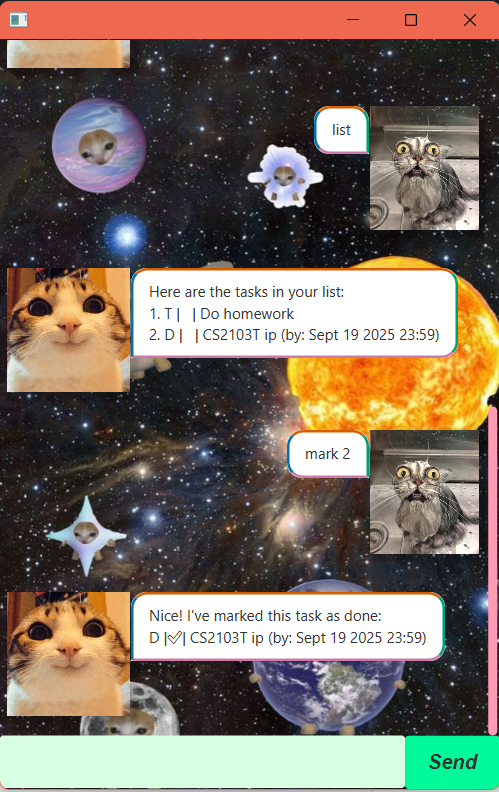 list
Here are the tasks in your list:
1. T |   | Do homework
2. D |   | CS2103T ip (by: Sept 19 2025 23:59)
mark 2
Nice! I've marked this task as done:
D |✅| CS2103T ip (by: Sept 19 2025 23:59)
Send